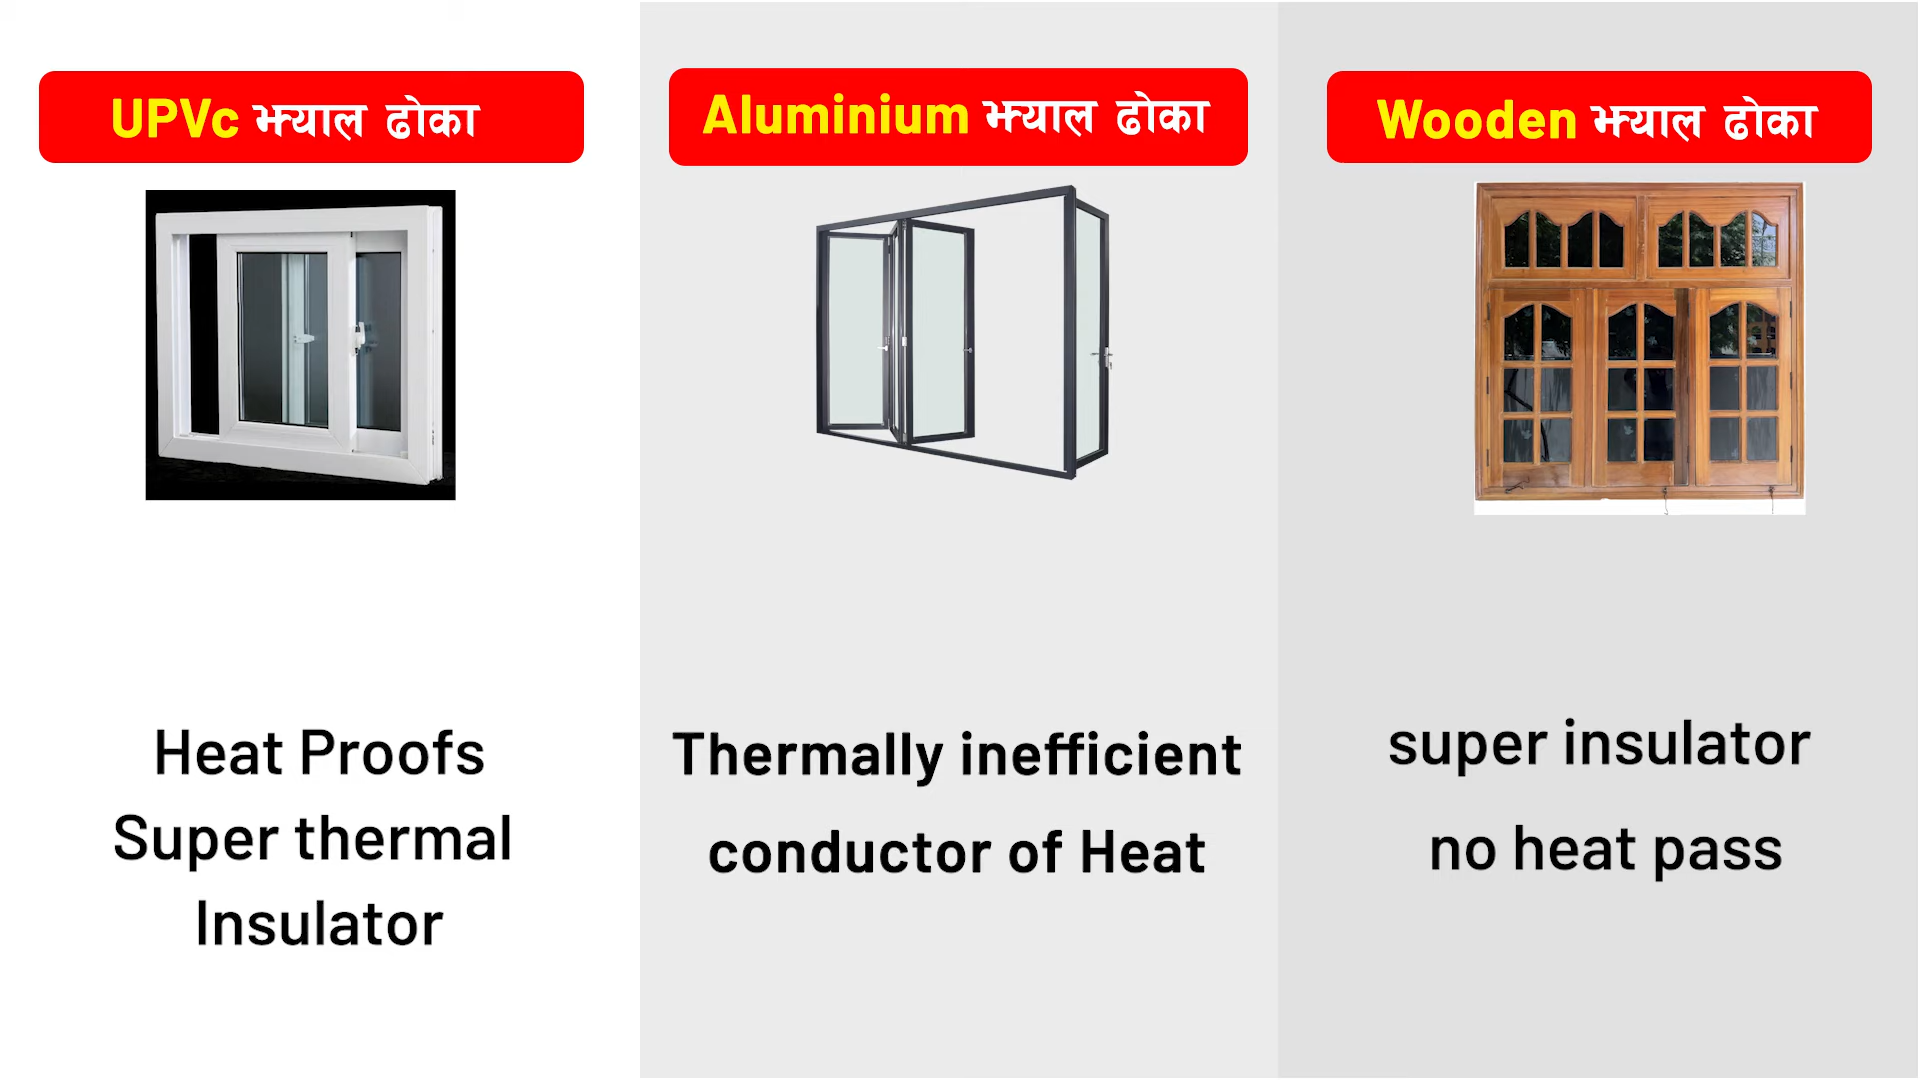 UPVc झ्याल ढोका
Heat Proofs
Super thermal
Insulator
Aluminium झ्याल ढोका
Thermally inefficient
conductor of Heat
Wooden झ्याल ढोका
super insulator
no heat pass